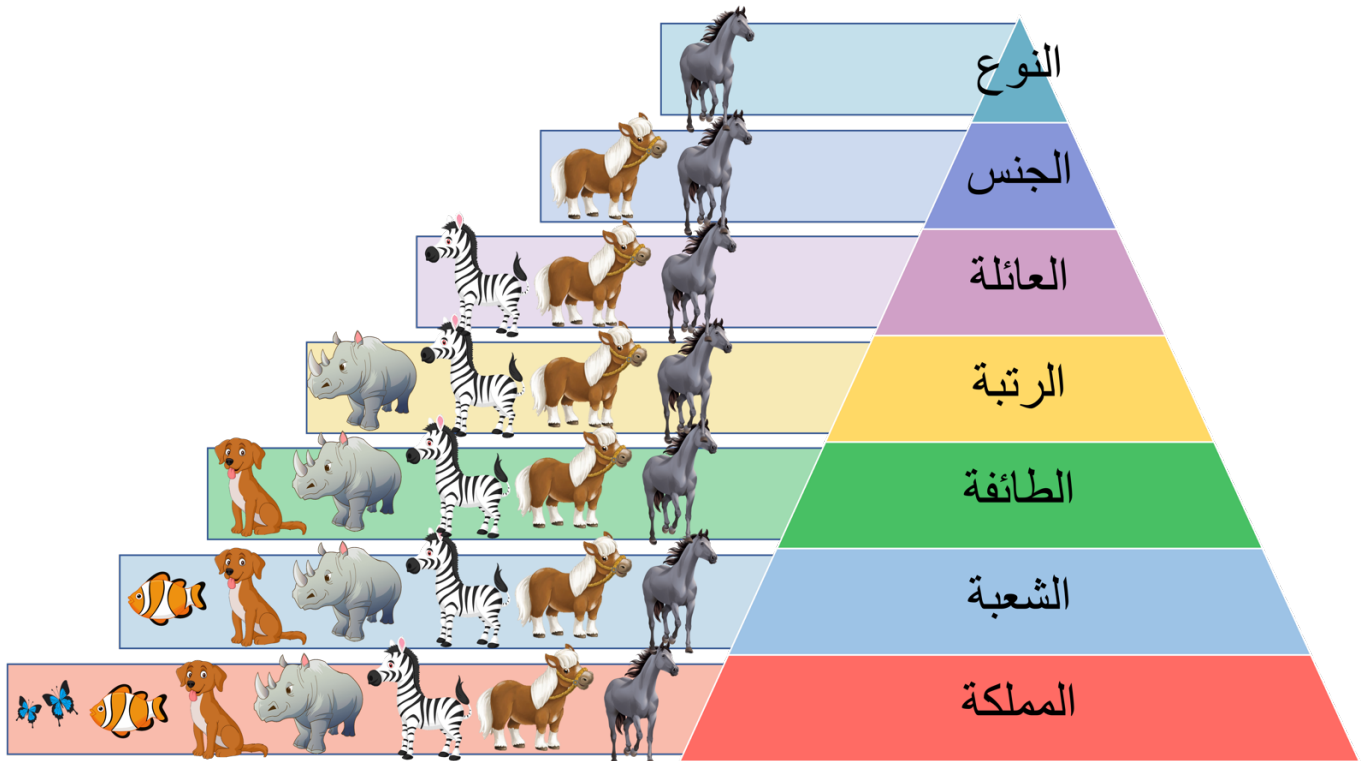 النوع
الجنس
العائلة
الرتبة
الطائفة
الشعبة
المملكة